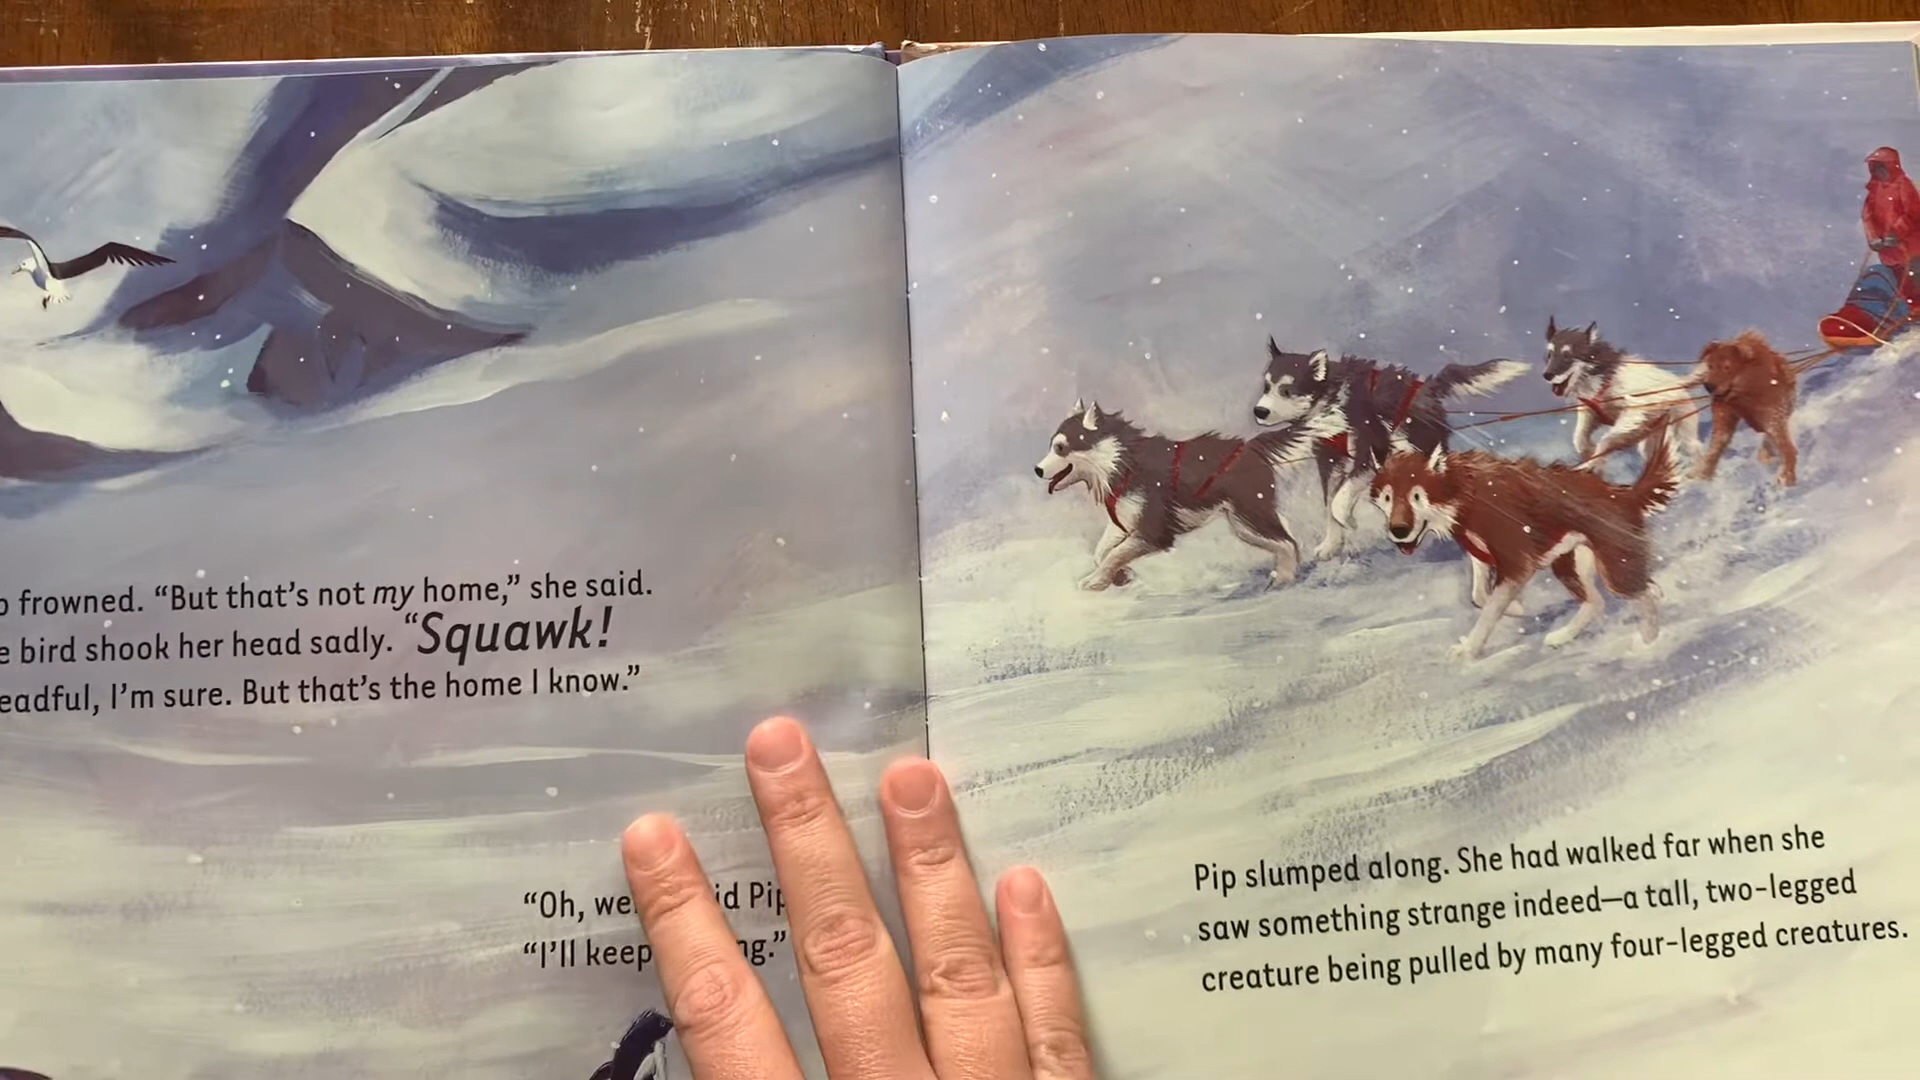 frowned. “But that’s not my home,” she said.
bird shook her head sadly. “Squawk!
I’m sure. But that’s the home I know.”
“Oh, Pip
“I’ll keep
Pip slumped along. She had walked far when she
saw something strange indeed—a tall, two-legged
creature being pulled by many four-legged creatures.